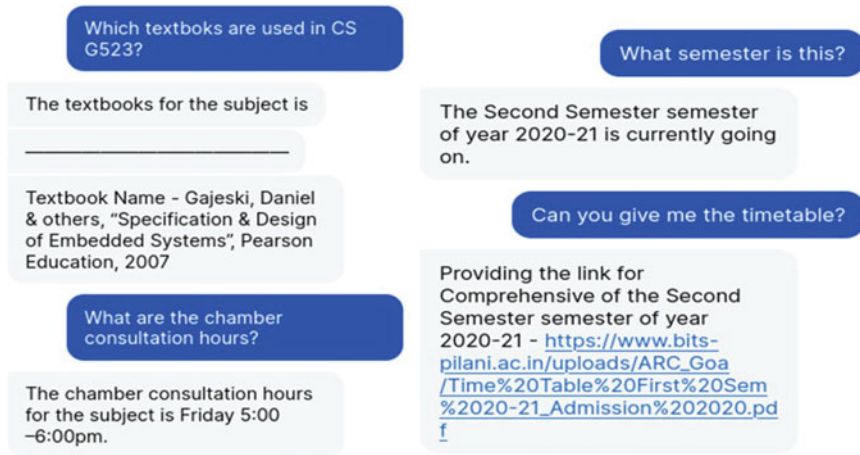 Which textboks are used in CS
G523?
The textbooks for the subject is
Textbook Name - Gajeski, Daniel
& others, “Specification & Design
of Embedded Systems”, Pearson
Education, 2007
What are the chamber
consultation hours?
The chamber consultation hours
for the subject is Friday 5:00
–6:00pm.
What semester is this?
The Second Semester semester
of year 2020-21 is currently going
on.
Can you give me the timetable?
Providing the link for
Comprehensive of the Second
Semester semester of year
2020-21 - https://www.bits-
pilani.ac.in/uploads/ARC_Goa
/Time%20Table%20First%20Sem
%2020-21_Admission%202020.pd
f